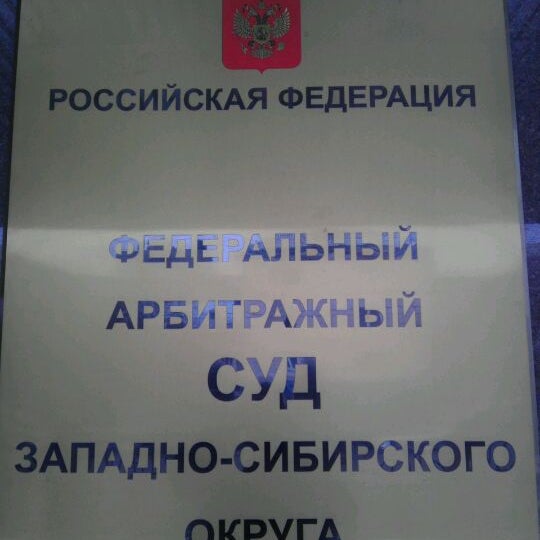 РОССИЙСКАЯ ФЕДЕРАЦИЯ
ФЕДЕРАЛЬНЫЙ
АРБИТРАЖНЫЙ
СУД
ЗАПАДНО-СИБИРСКОГО
ОКРУГА